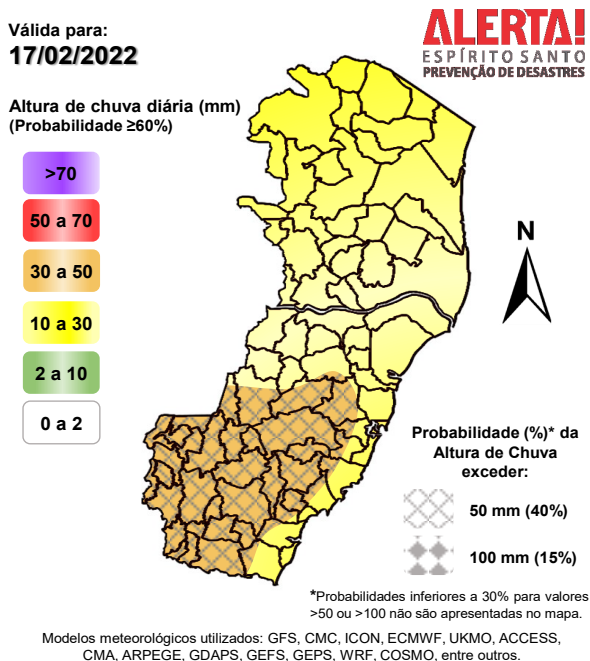 Válida para:
17/02/2022
ALERTA!
ESPÍRITO SANTO
PREVENÇÃO DE DESASTRES
Altura de chuva diária (mm)
(Probabilidade ≥60%)
>70
50 a 70
30 a 50
10 a 30
2 a 10
0 a 2
N
Probabilidade (%)* da
Altura de Chuva
exceder:
50 mm (40%)
100 mm (15%)
*Probabilidades inferiores a 30% para valores
>50 ou >100 não são apresentadas no mapa.
Modelos meteorológicos utilizados: GFS, CMC, ICON, ECMWF, UKMO, ACCESS,
CMA, ARPEGE, GDAPS, GEFS, GEPS, WRF, COSMO, entre outros.